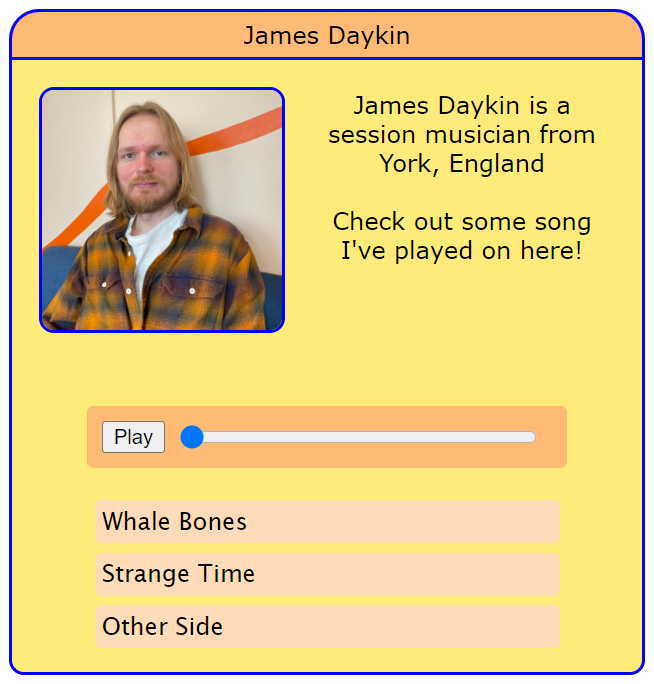 James Daykin
James Daykin is a
session musician from
York, England
Check out some song
I've played on here!
Play
Whale Bones
Strange Time
Other Side